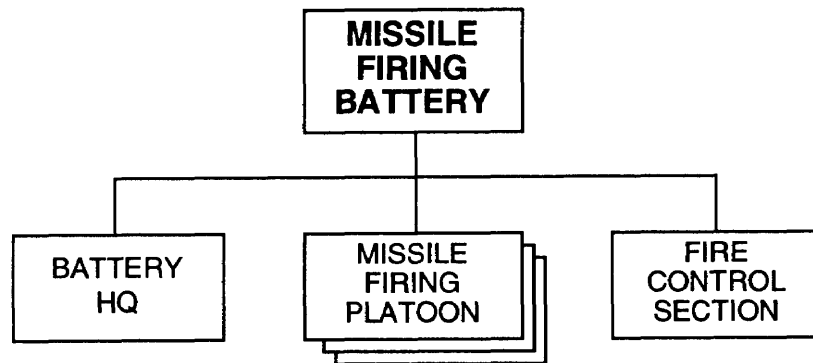 MISSILE
FIRING
BATTERY
BATTERY
HQ
MISSILE
FIRING
PLATOON
FIRE
CONTROL
SECTION